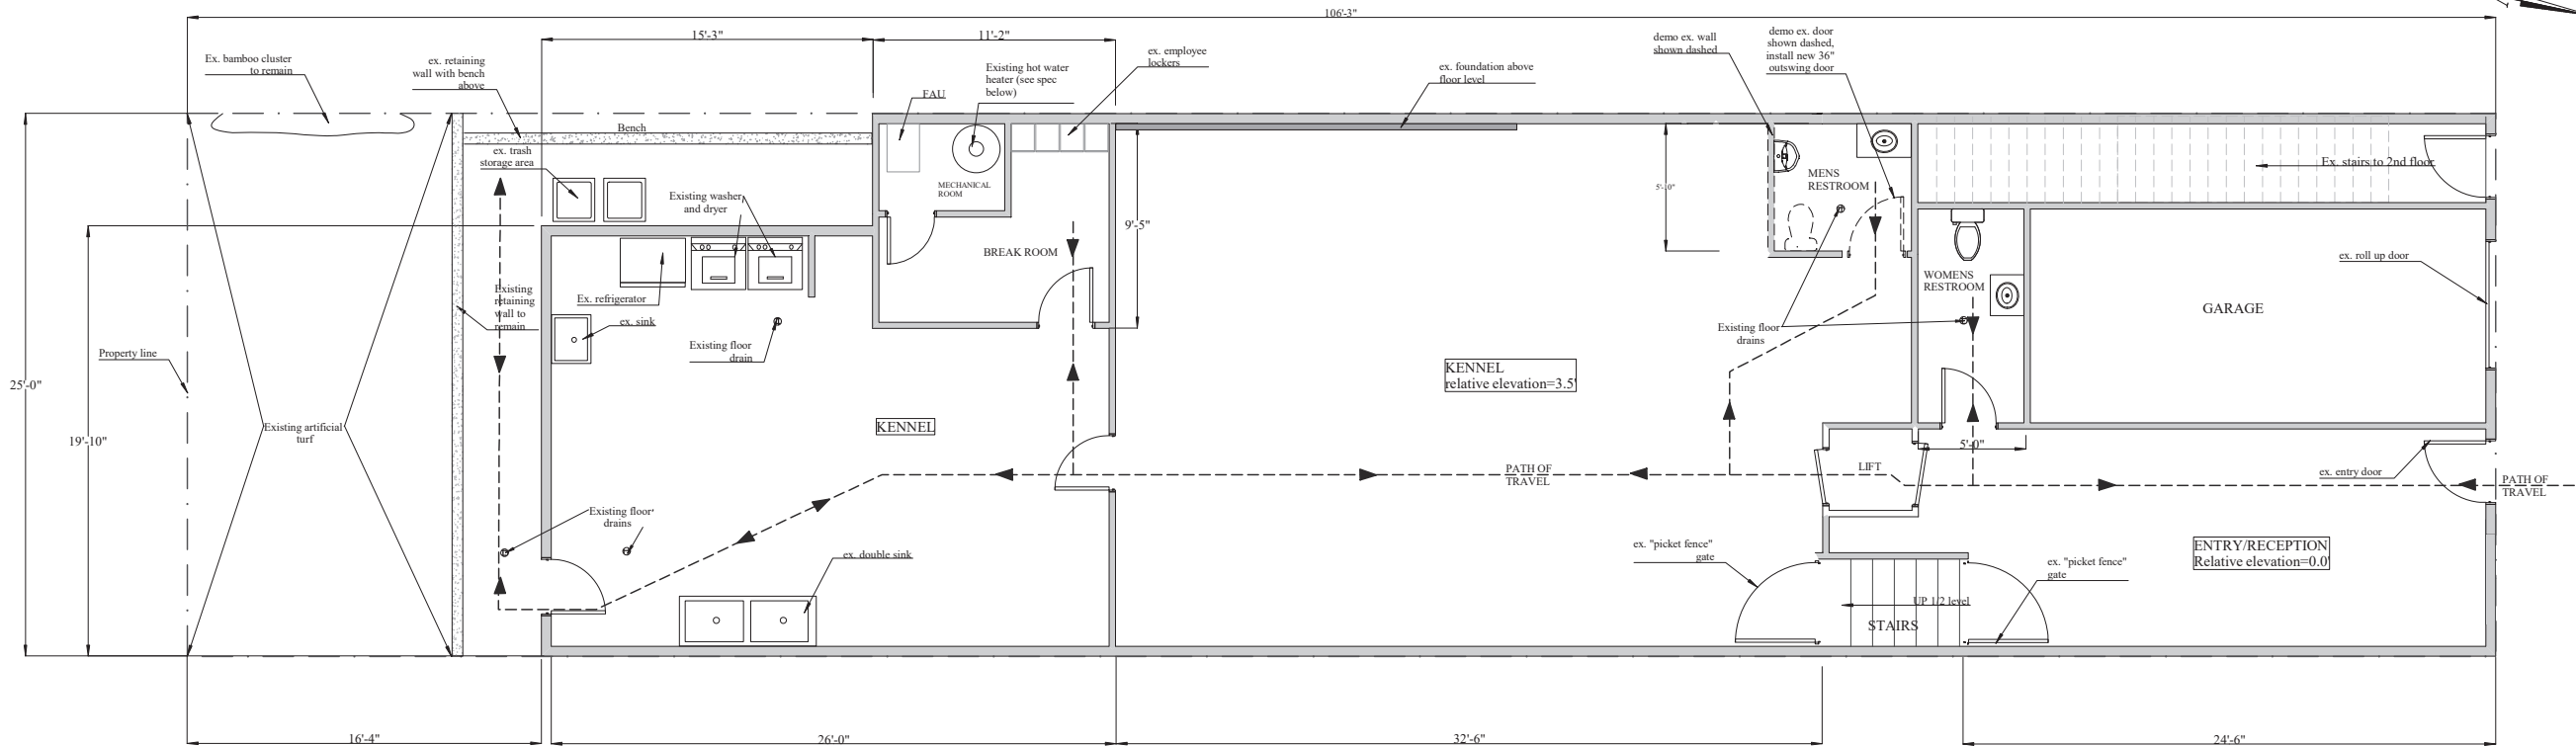 106'-3"
15'-3"
11'-2"
Ex. bamboo cluster
to remain
ex. retaining
wall with bench
above
FAU
Existing hot water
heater (see spec
below)
ex. employee
lockers
ex. foundation above
floor level
demo ex. wall
shown dashed
demo ex. door
shown dashed,
install new 36"
outswing door
Bench
ex. trash
storage area
Existing washer
and dryer
MECHANICAL
ROOM
BREAK ROOM
9'-5"
MENS
RESTROOM
Ex. stairs to 2nd floor
WOMENS
RESTROOM
GARAGE
ex. roll up door
Existing
retaining
wall to
remain
Ex. refrigerator
ex. sink
Existing floor
drain
Existing floor
drains
Property line
25'-0"
19'-10"
Existing artificial
turf
KENNEL
KENNEL
relative elevation=3.5'
5'-0"
LIFT
PATH OF
TRAVEL
ex. entry door
PATH OF
TRAVEL
Existing floor
drains
ex. double sink
ex. "picket fence"
gate
ex. "picket fence"
gate
ENTRY/RECEPTION
Relative elevation=0.0'
UP 1/2 level
STAIRS
16'-4"
26'-0"
32'-6"
24'-6"